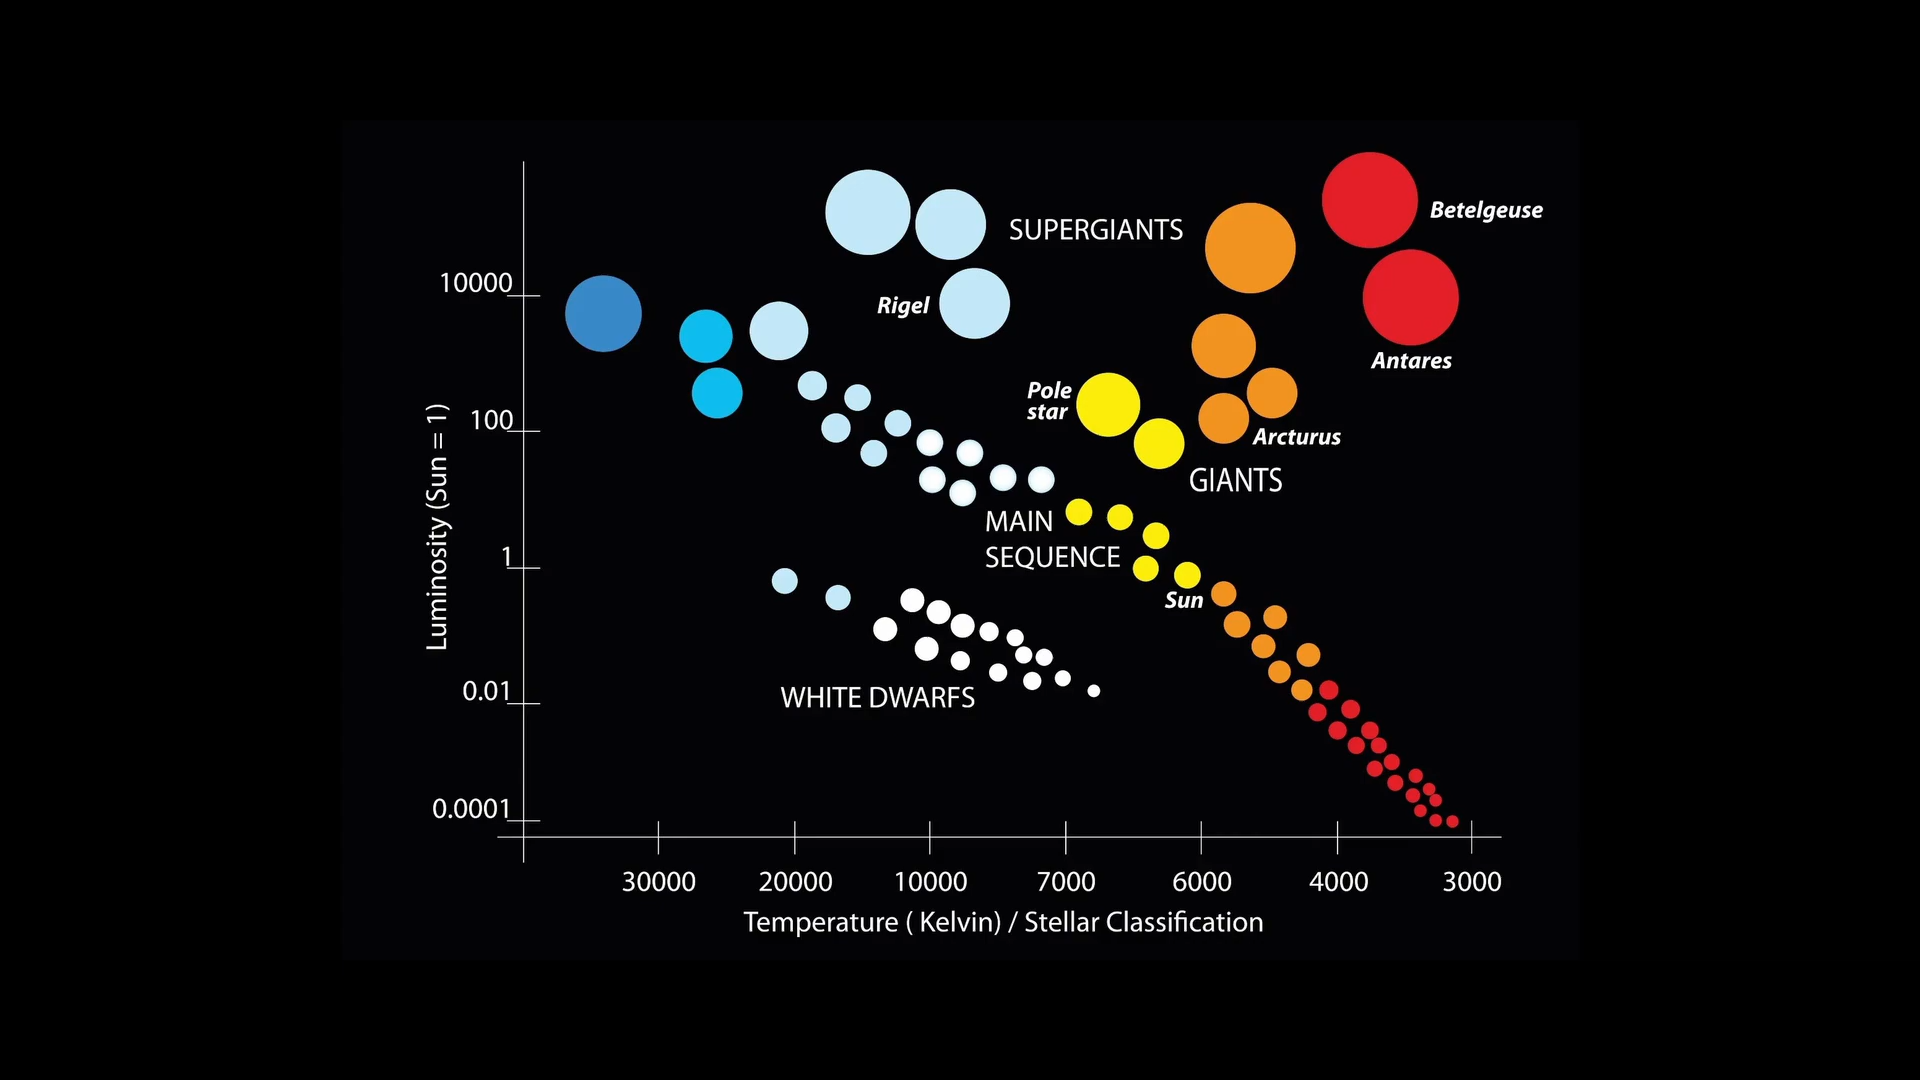 SUPERGIANTS
Betelgeuse
Rigel
Antares
Pole
star
Arcturus
GIANTS
MAIN
SEQUENCE
Sun
WHITE DWARFS
Luminosity (Sun = 1)
10000
100
1
0.01
0.0001
30000 20000 10000 7000 6000 4000 3000
Temperature ( Kelvin) / Stellar Classification